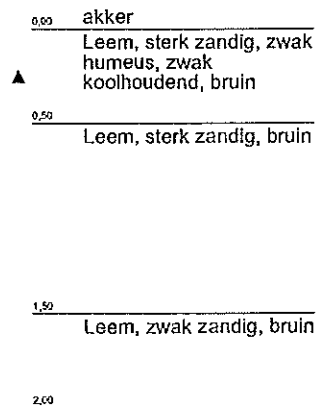 0,00 akker
Leem, sterk zandig, zwak
humeus, zwak
koolhoudend, bruin
0,50
Leem, sterk zandig, bruin
1,50
Leem, zwak zandig, bruin
2,00